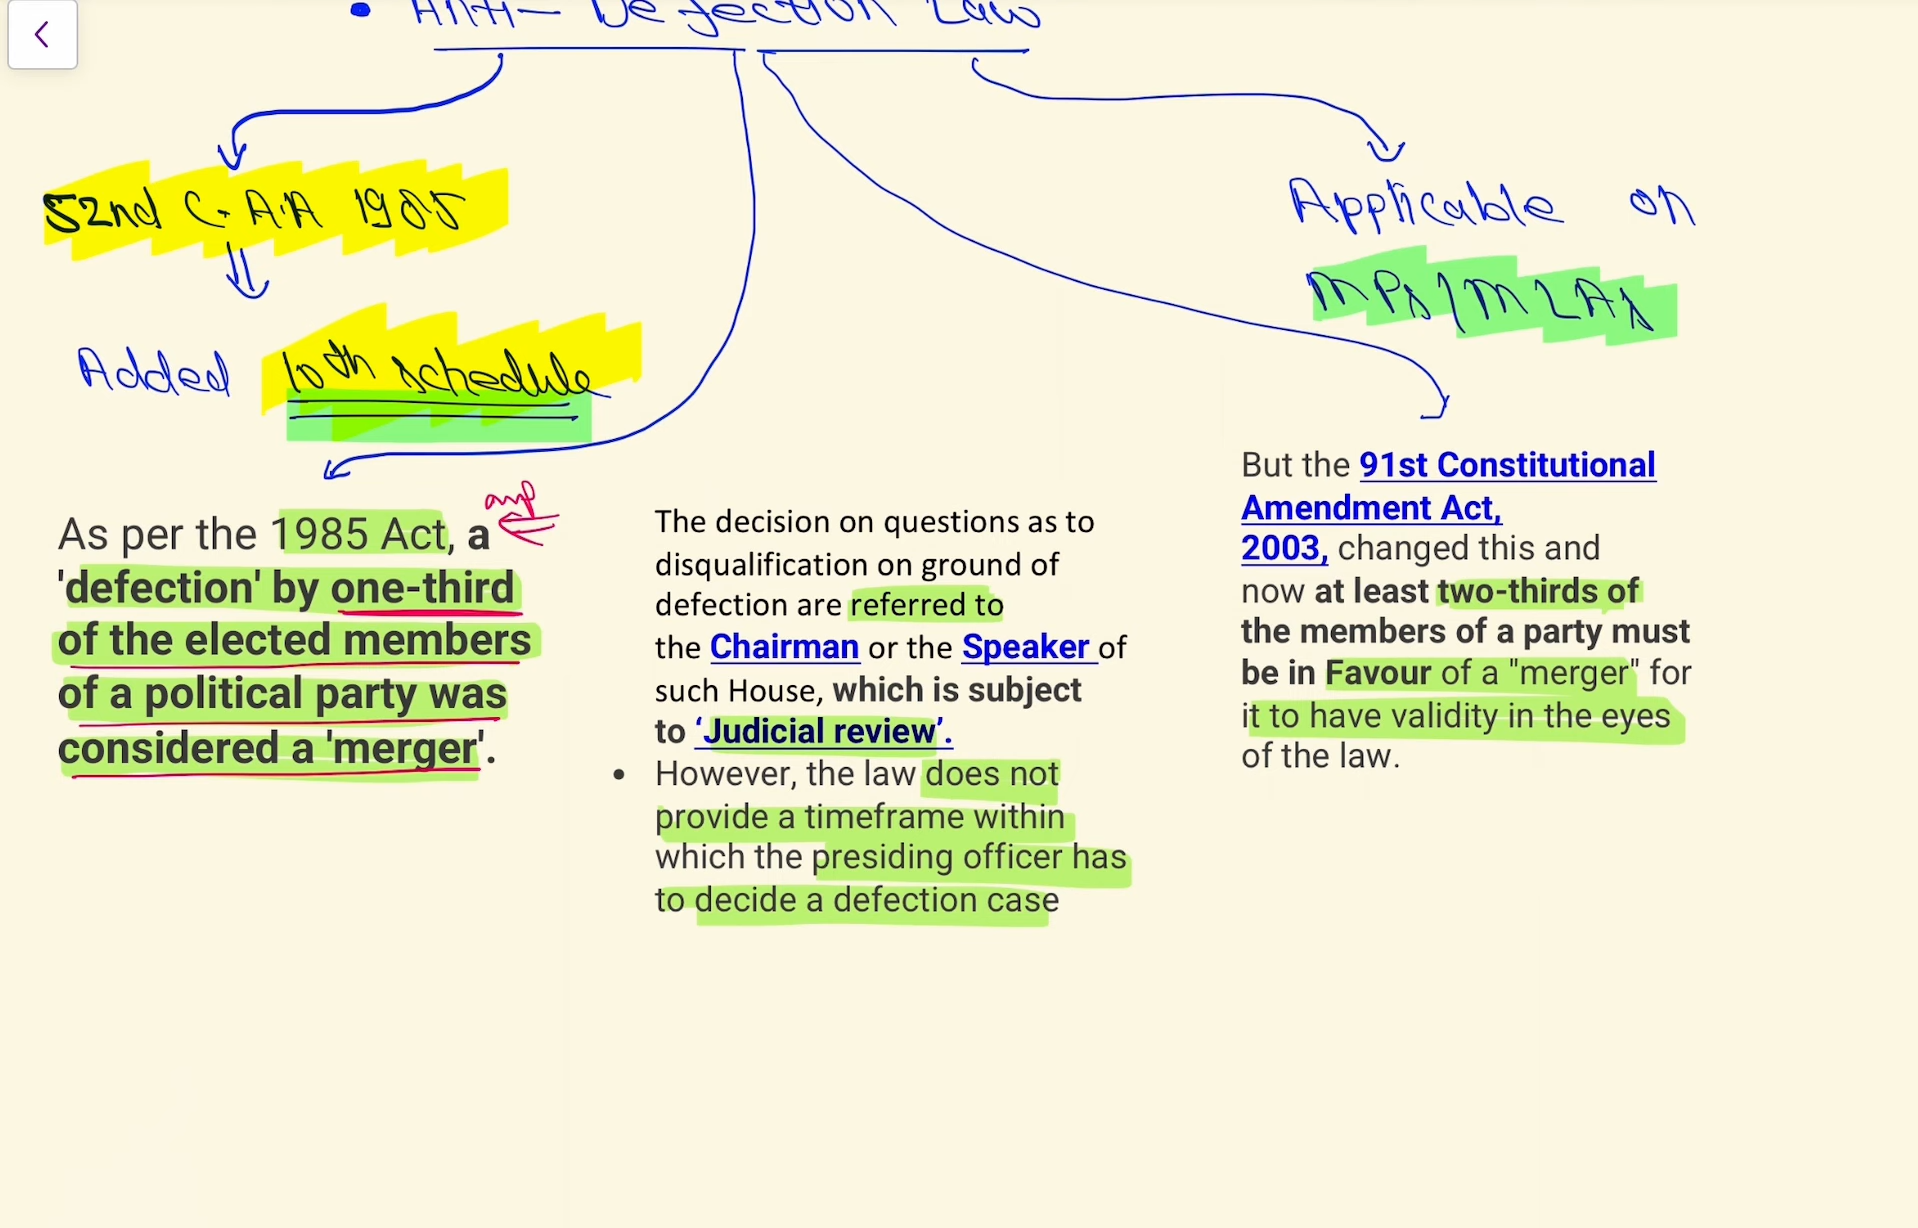 • Anti- Defection Law
52nd C.A.A 1985
Applicable on
MPs/MLAs
Added 10th schedule
As per the 1985 Act, a
'defection' by one-third
of the elected members
of a political party was
considered a 'merger'.
The decision on questions as to
disqualification on ground of
defection are referred to
the Chairman or the Speaker of
such House, which is subject
to ‘Judicial review’.
• However, the law does not
provide a timeframe within
which the presiding officer has
to decide a defection case
But the 91st Constitutional
Amendment Act,
2003, changed this and
now at least two-thirds of
the members of a party must
be in Favour of a "merger" for
it to have validity in the eyes
of the law.